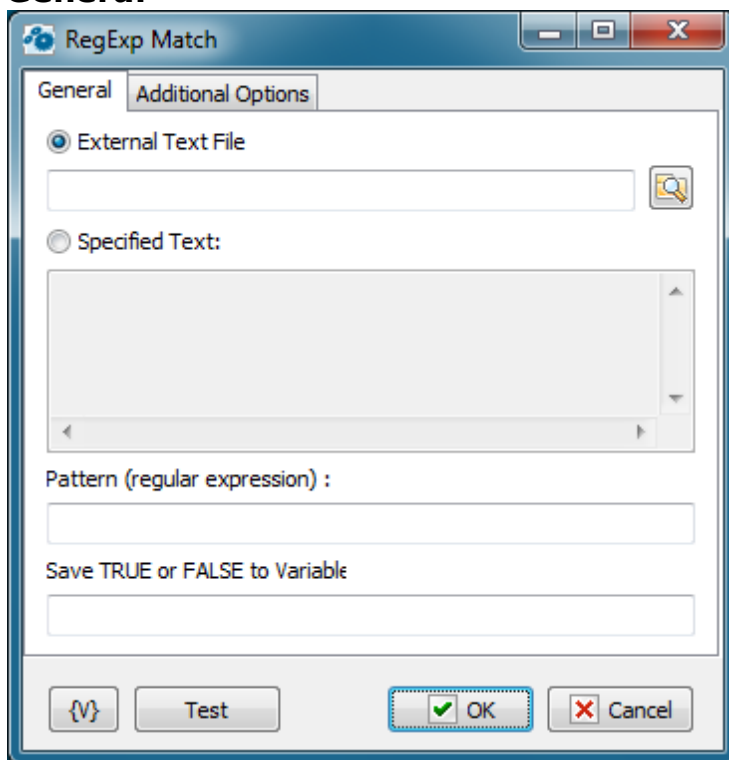 General
RegExp Match
General Additional Options
External Text File
Specified Text:
Pattern (regular expression) :
Save TRUE or FALSE to Variable
{V} Test OK Cancel